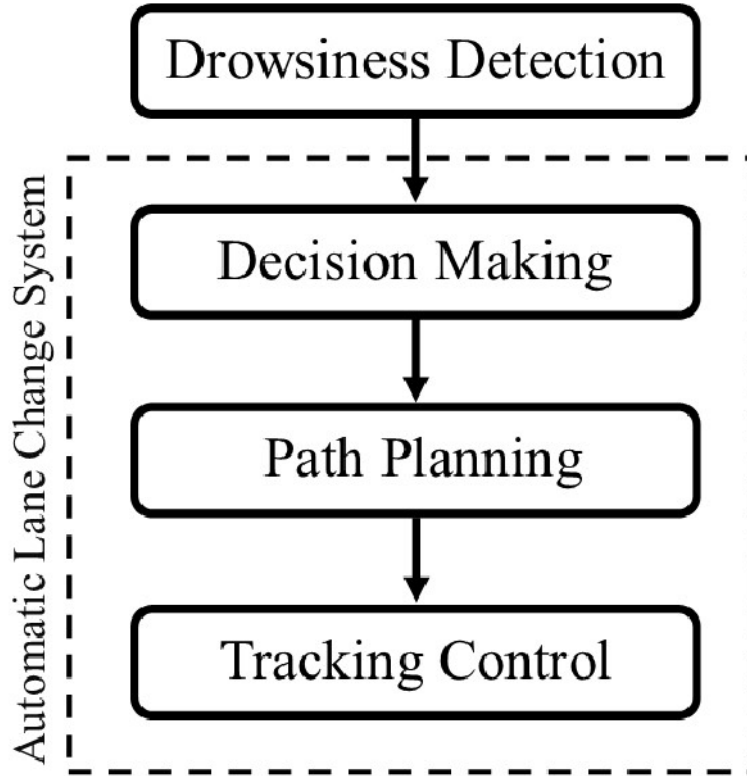 Drowsiness Detection
Automatic Lane Change System
Decision Making
Path Planning
Tracking Control